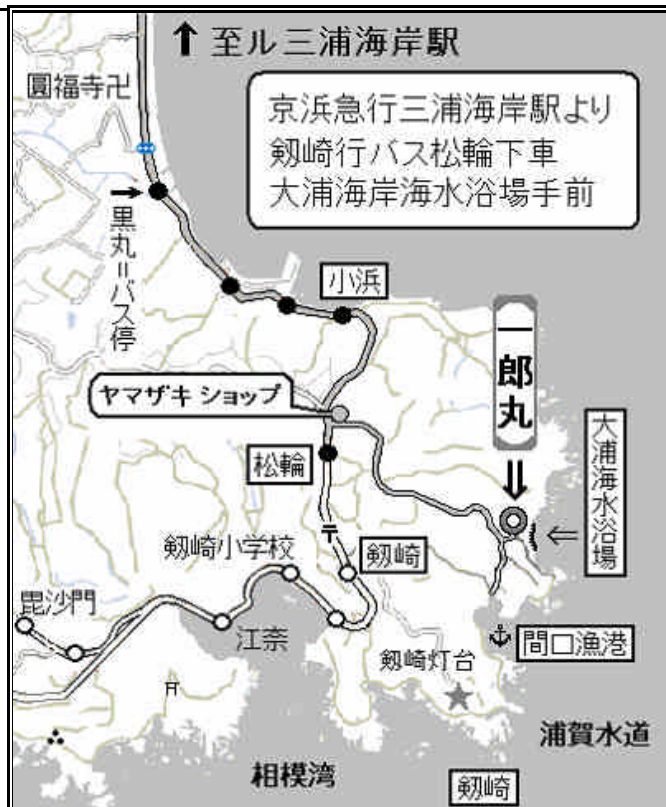 ↑至ル三浦海岸駅
圓福寺卍
京浜急行三浦海岸駅より
剱崎行バス松輪下車
大浦海岸海水浴場手前
→
黒丸＝バス停
小浜
一郎丸
⇓
ヤマザキ ショップ
大浦海水浴場
⇐
松輪
〒
剱崎小学校
剱崎
毘沙門
江奈
剱崎灯台
間口漁港
浦賀水道
相模湾
剱崎